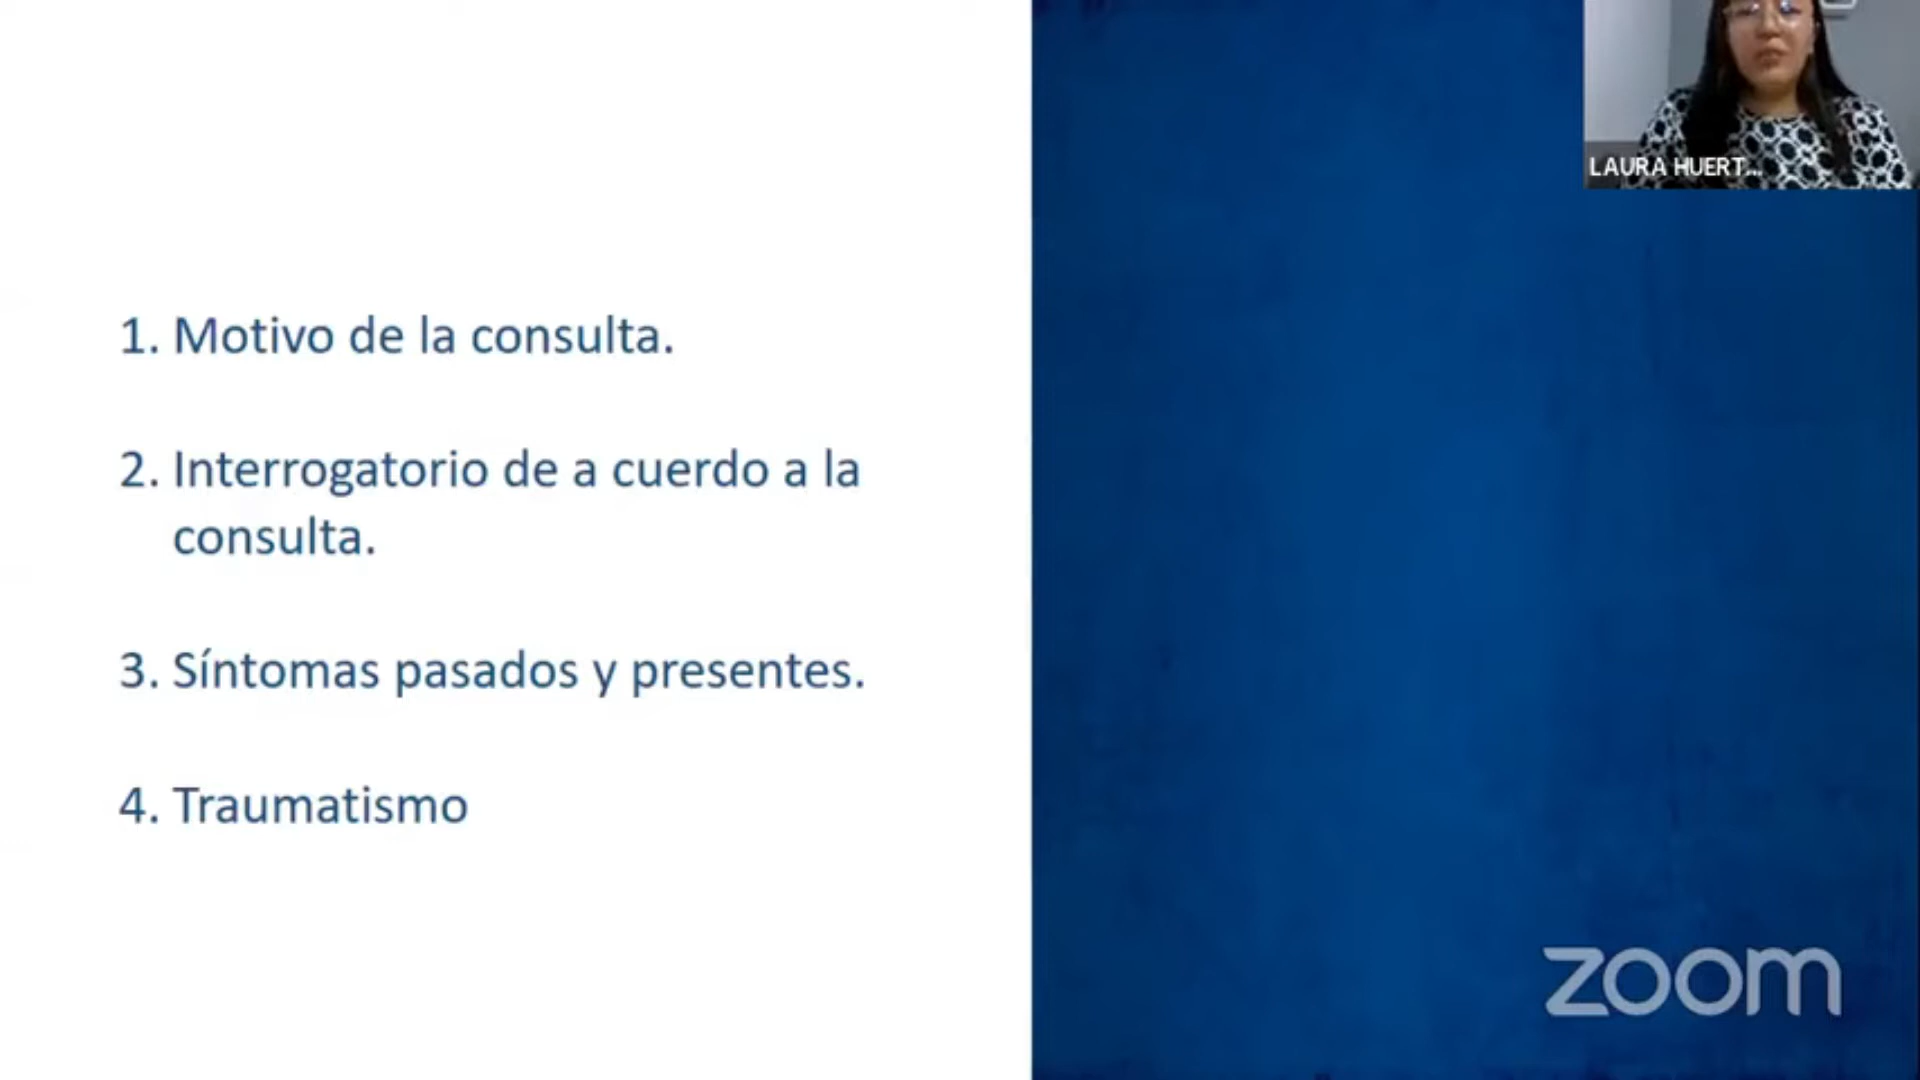 LAURA HUERT...
1. Motivo de la consulta.
2. Interrogatorio de a cuerdo a la
consulta.
3. Síntomas pasados y presentes.
4. Traumatismo
zoom